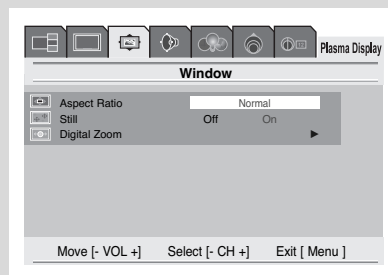 Plasma Display
Window
Aspect Ratio Normal
Still Off On
Digital Zoom
Move [- VOL +] Select [- CH +] Exit [ Menu ]